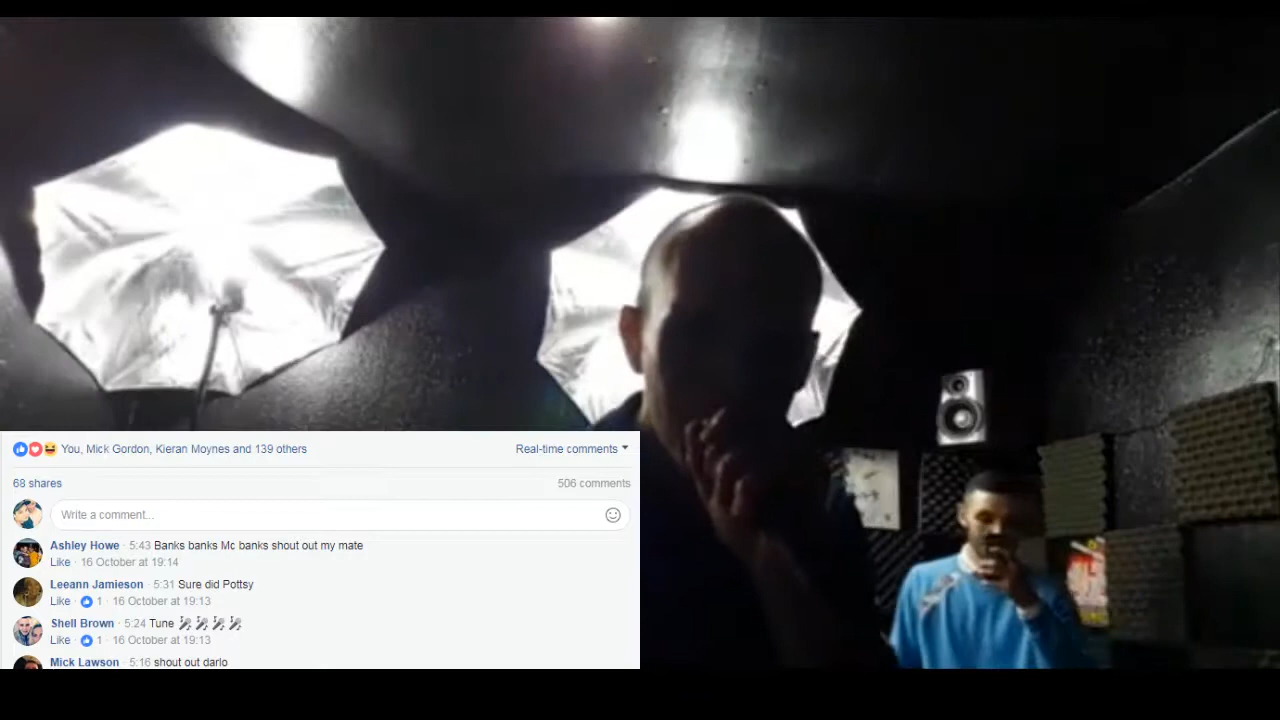 You, Mick Gordon, Kieran Moynes and 139 others
Real-time comments
68 shares
506 comments
Write a comment...
Ashley Howe · 5:43 Banks banks Mc banks shout out my mate
Like · 16 October at 19:14
Leeann Jamieson · 5:31 Sure did Pottsy
Like · 1 · 16 October at 19:13
Shell Brown · 5:24 Tune 🎤 🎤 🎤 🎤
Like · 1 · 16 October at 19:13
Mick Lawson · 5:16 shout out darlo